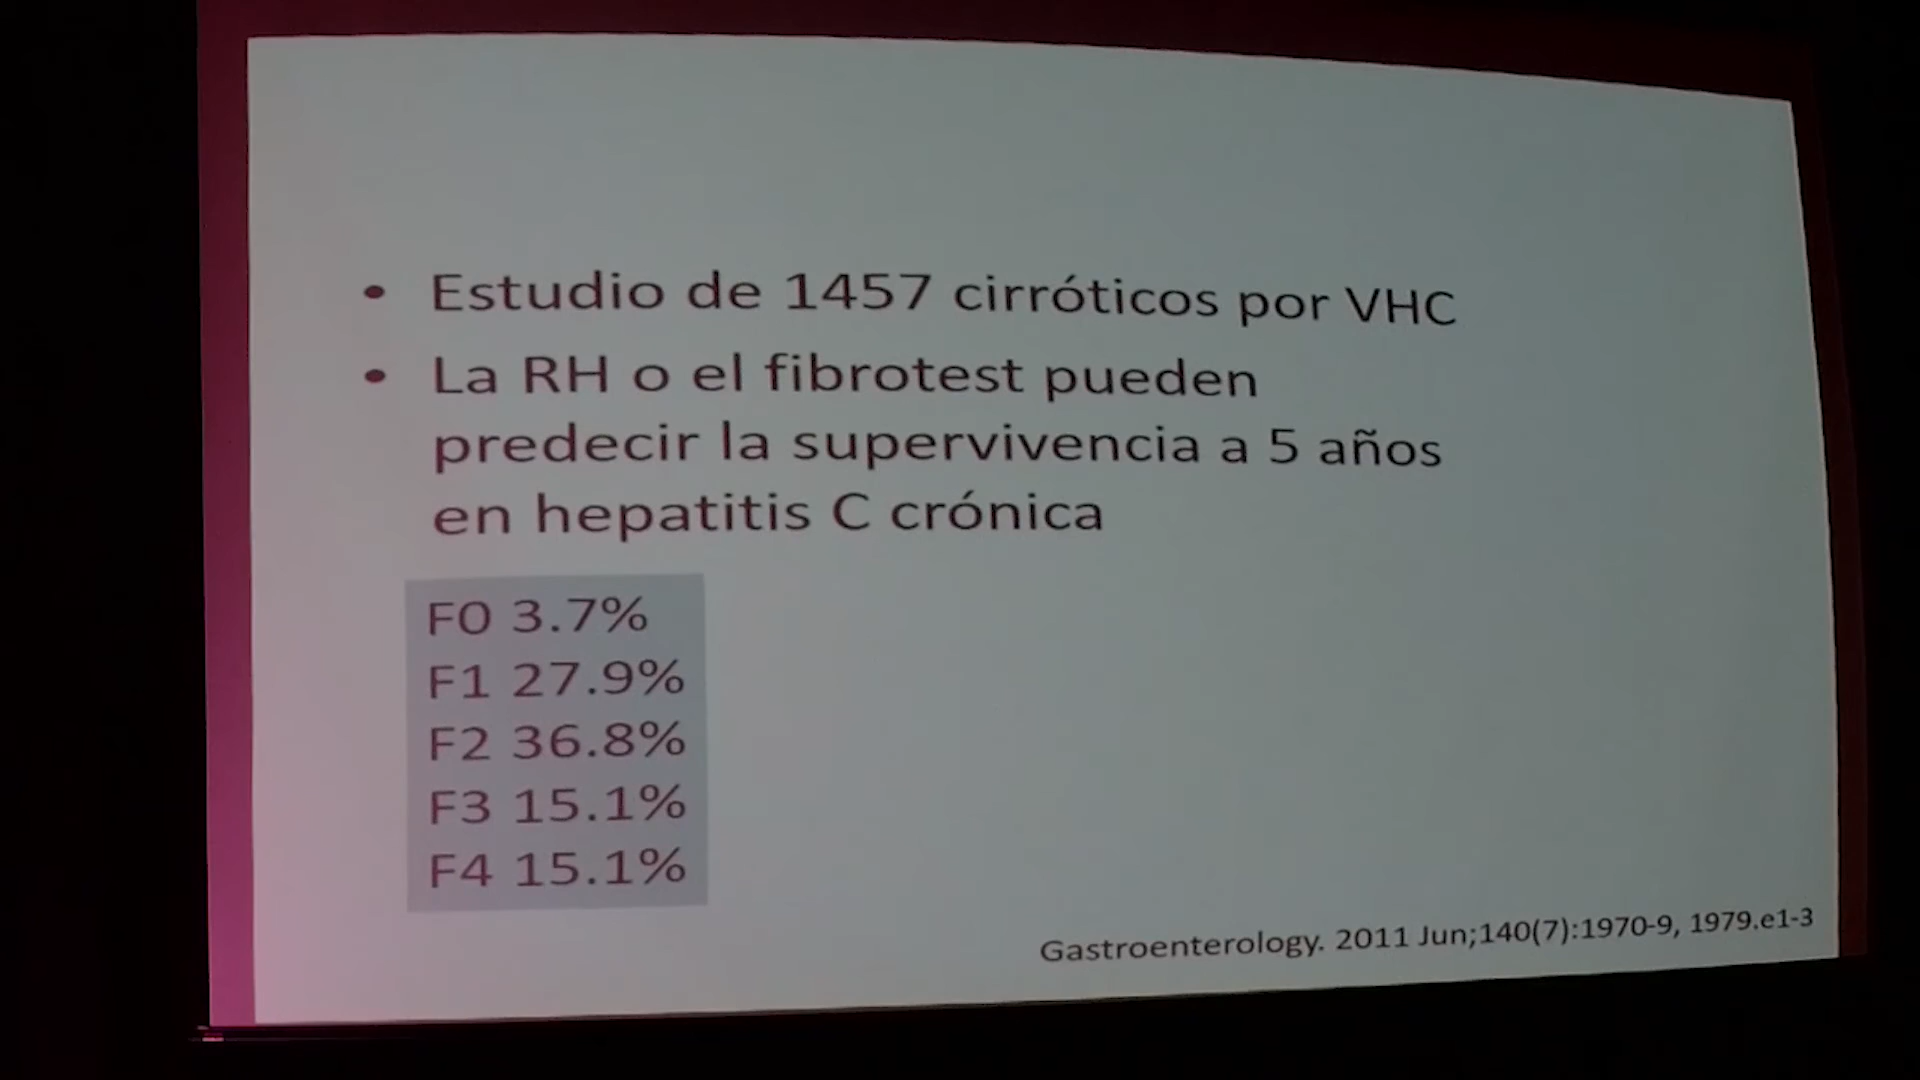 • Estudio de 1457 cirróticos por VHC
• La RH o el fibrotest pueden
predecir la supervivencia a 5 años
en hepatitis C crónica
F0 3.7%
F1 27.9%
F2 36.8%
F3 15.1%
F4 15.1%
Gastroenterology. 2011 Jun;140(7):1970-9, 1979.e1-3